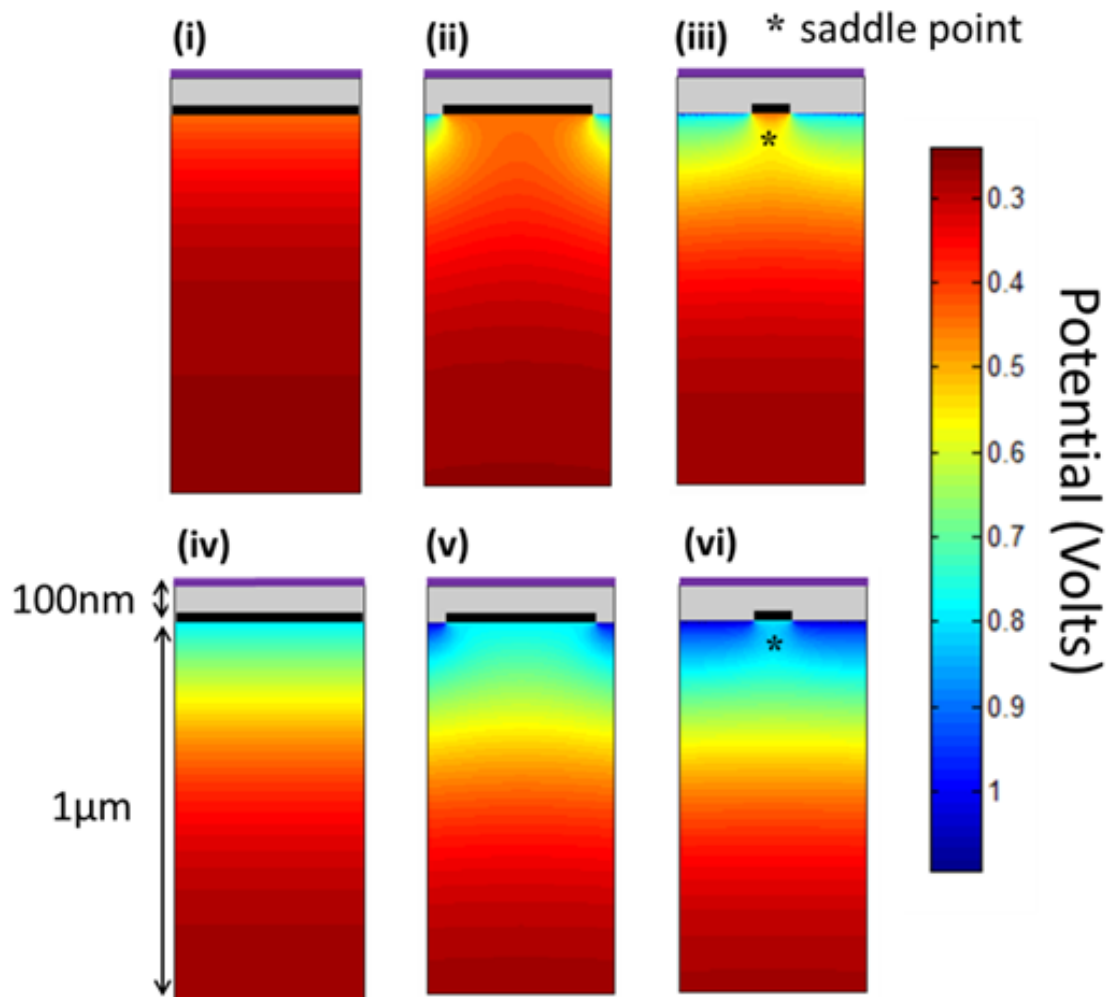 (i)
(ii)
(iii)
* saddle point
*
0.3
0.4
0.5
0.6
0.7
0.8
0.9
1
Potential (Volts)
(iv)
(v)
(vi)
100nm
*
1μm